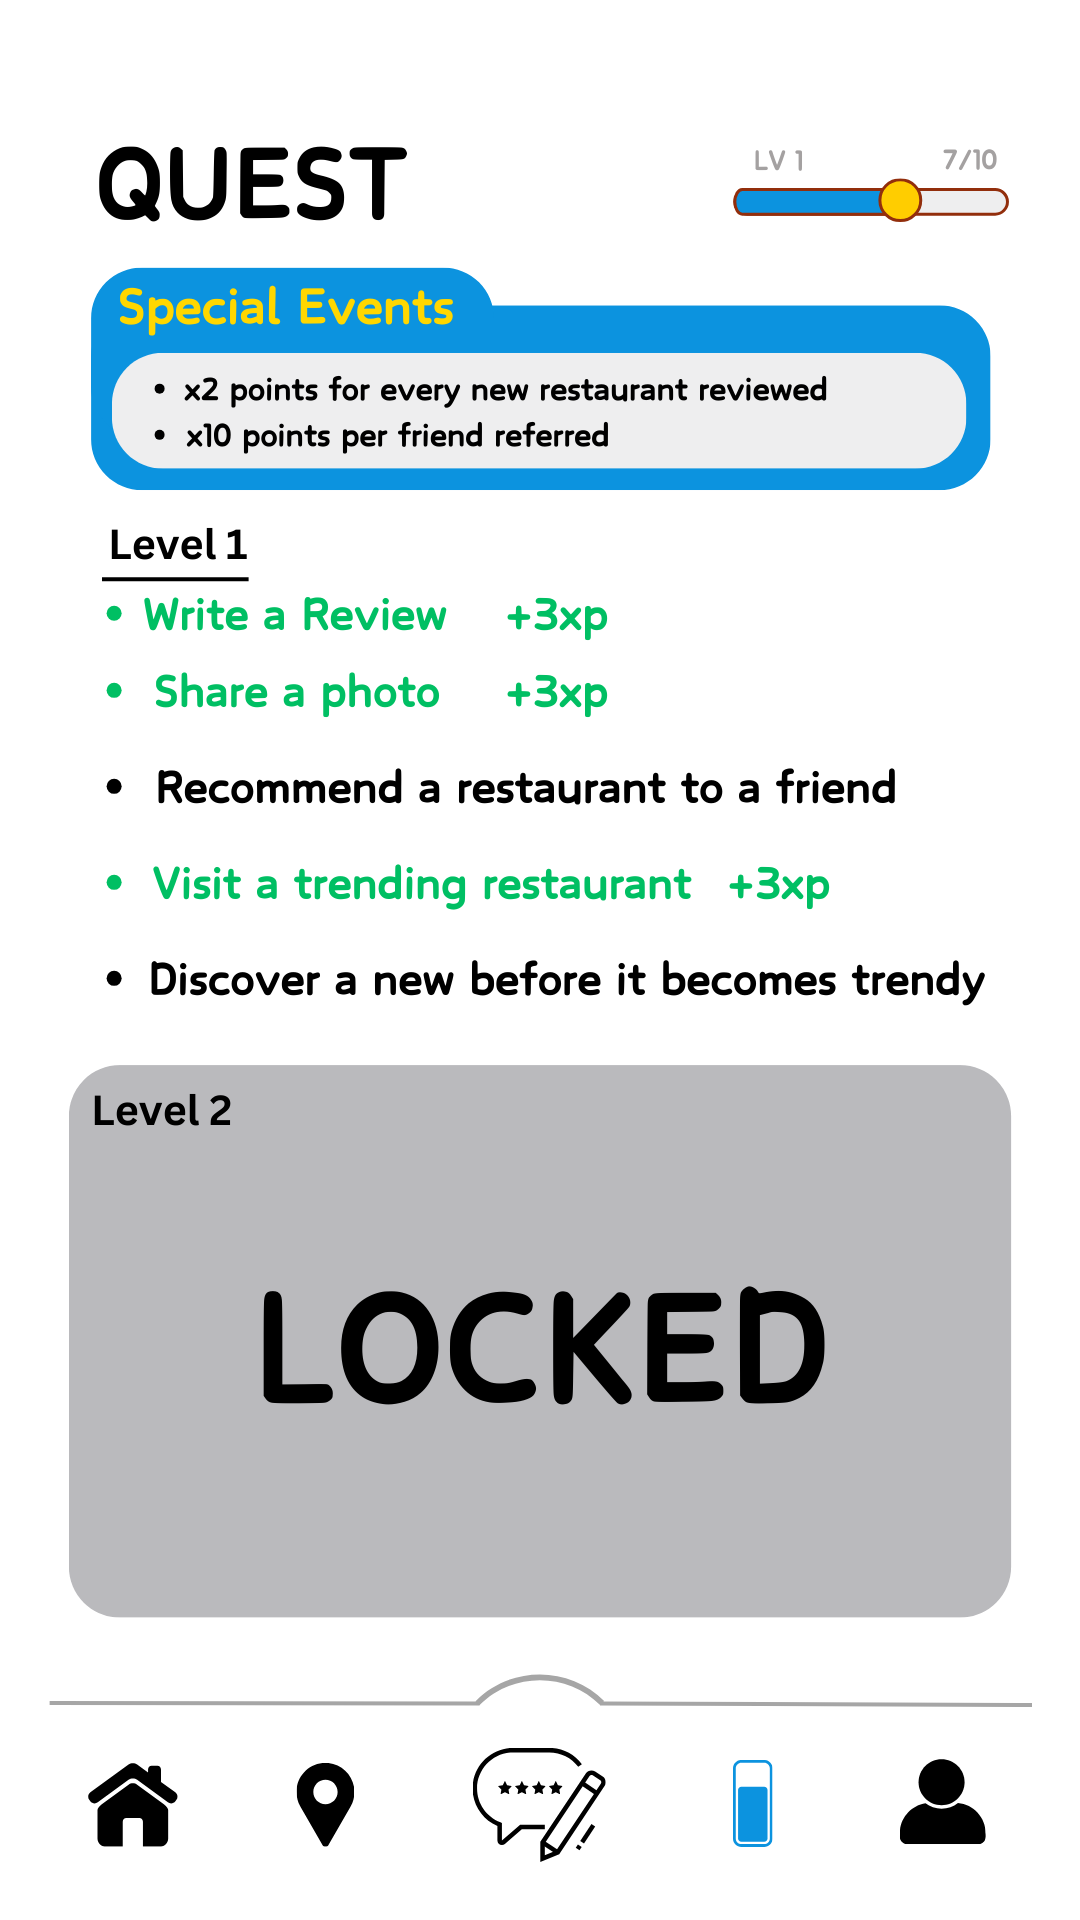 QUEST
LV 1 7/10
Special Events
• x2 points for every new restaurant reviewed
• x10 points per friend referred
Level 1
• Write a Review +3xp
• Share a photo +3xp
• Recommend a restaurant to a friend
• Visit a trending restaurant +3xp
• Discover a new before it becomes trendy
Level 2
LOCKED